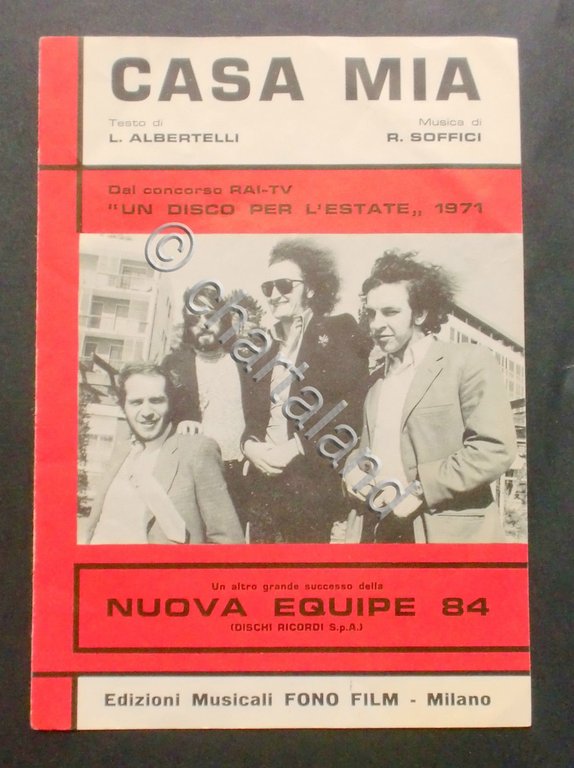 CASA MIA
Testo di
L. ALBERTELLI
Musica di
R. SOFFICI
Dal concorso RAI-TV
"UN DISCO PER L'ESTATE„ 1971
© chartaland
Un altro grande successo della
NUOVA EQUIPE 84
(DISCHI RICORDI S.p.A.)
Edizioni Musicali FONO FILM - Milano